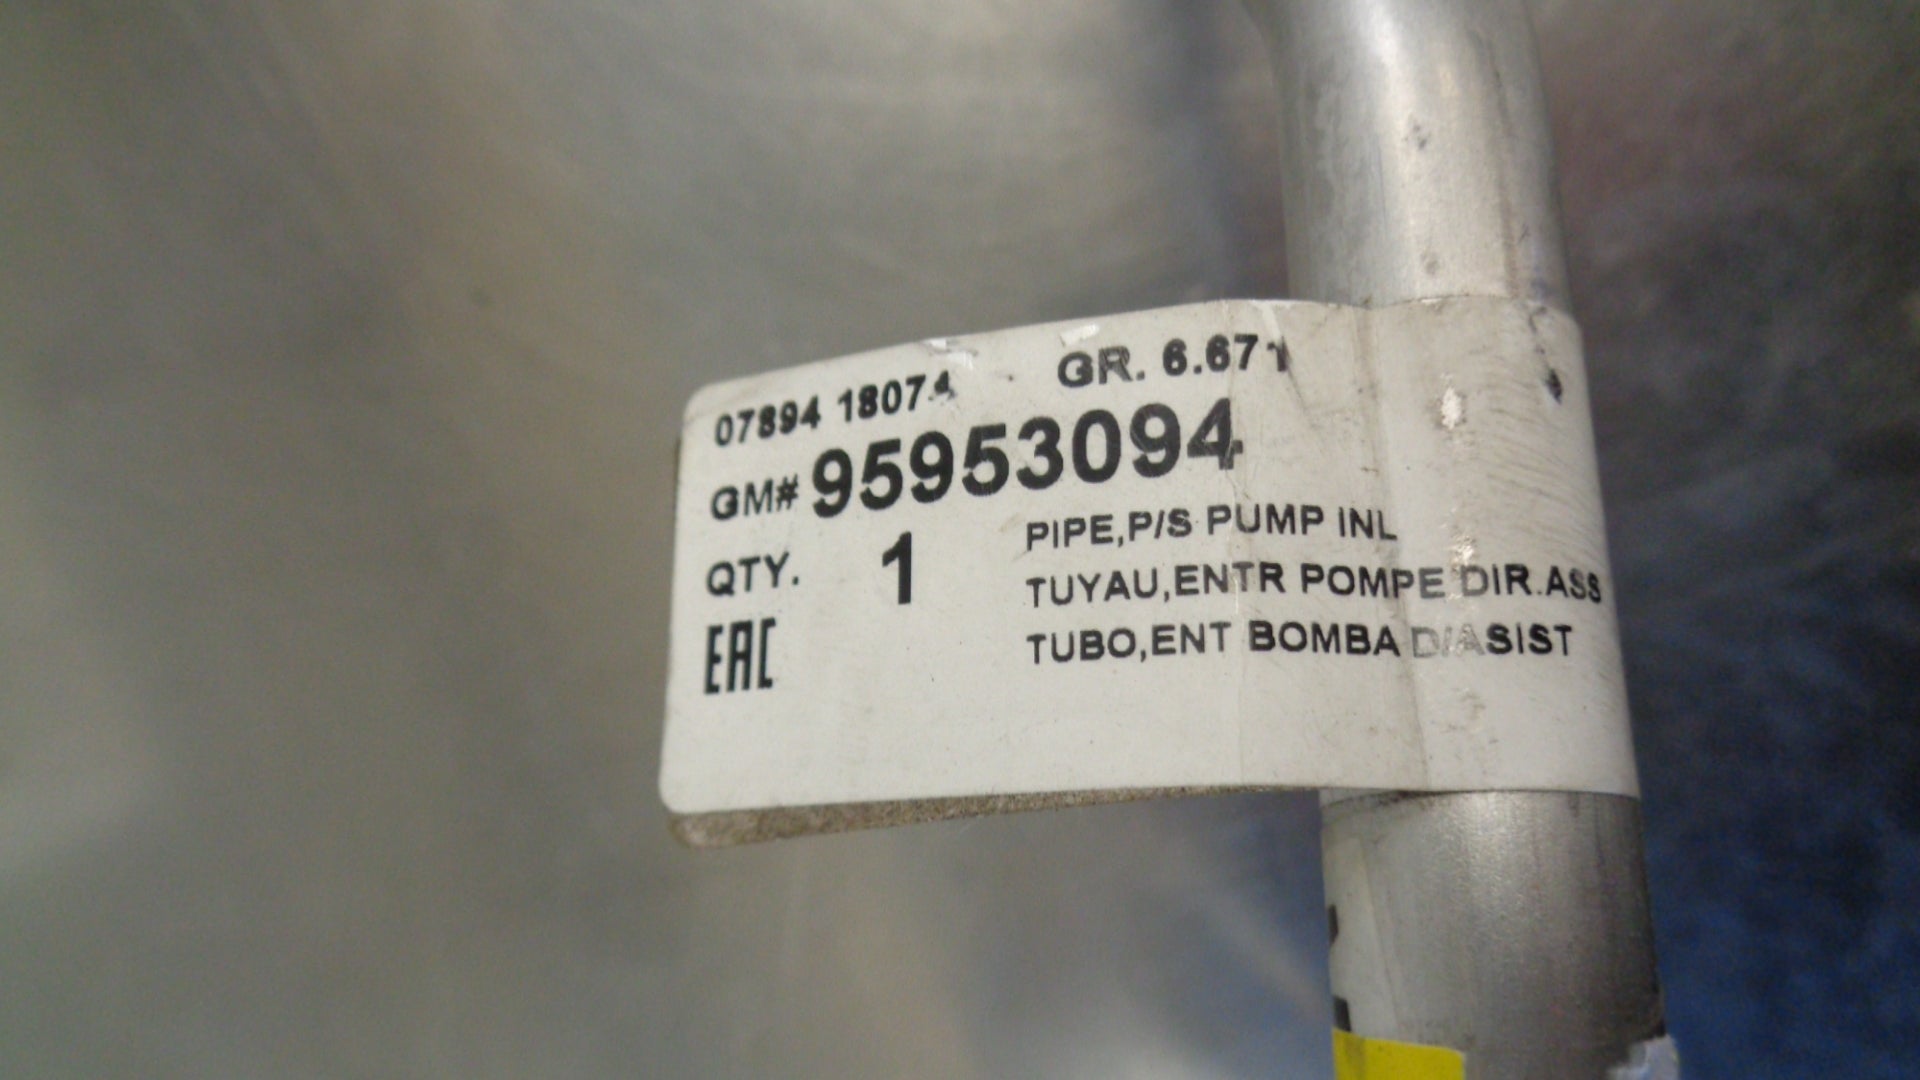 07894 18074 GR. 6.671
GM# 95953094
QTY. 1
PIPE,P/S PUMP INL
TUYAU,ENTR POMPE DIR.ASS
TUBO,ENT BOMBA D/ASIST
EAC